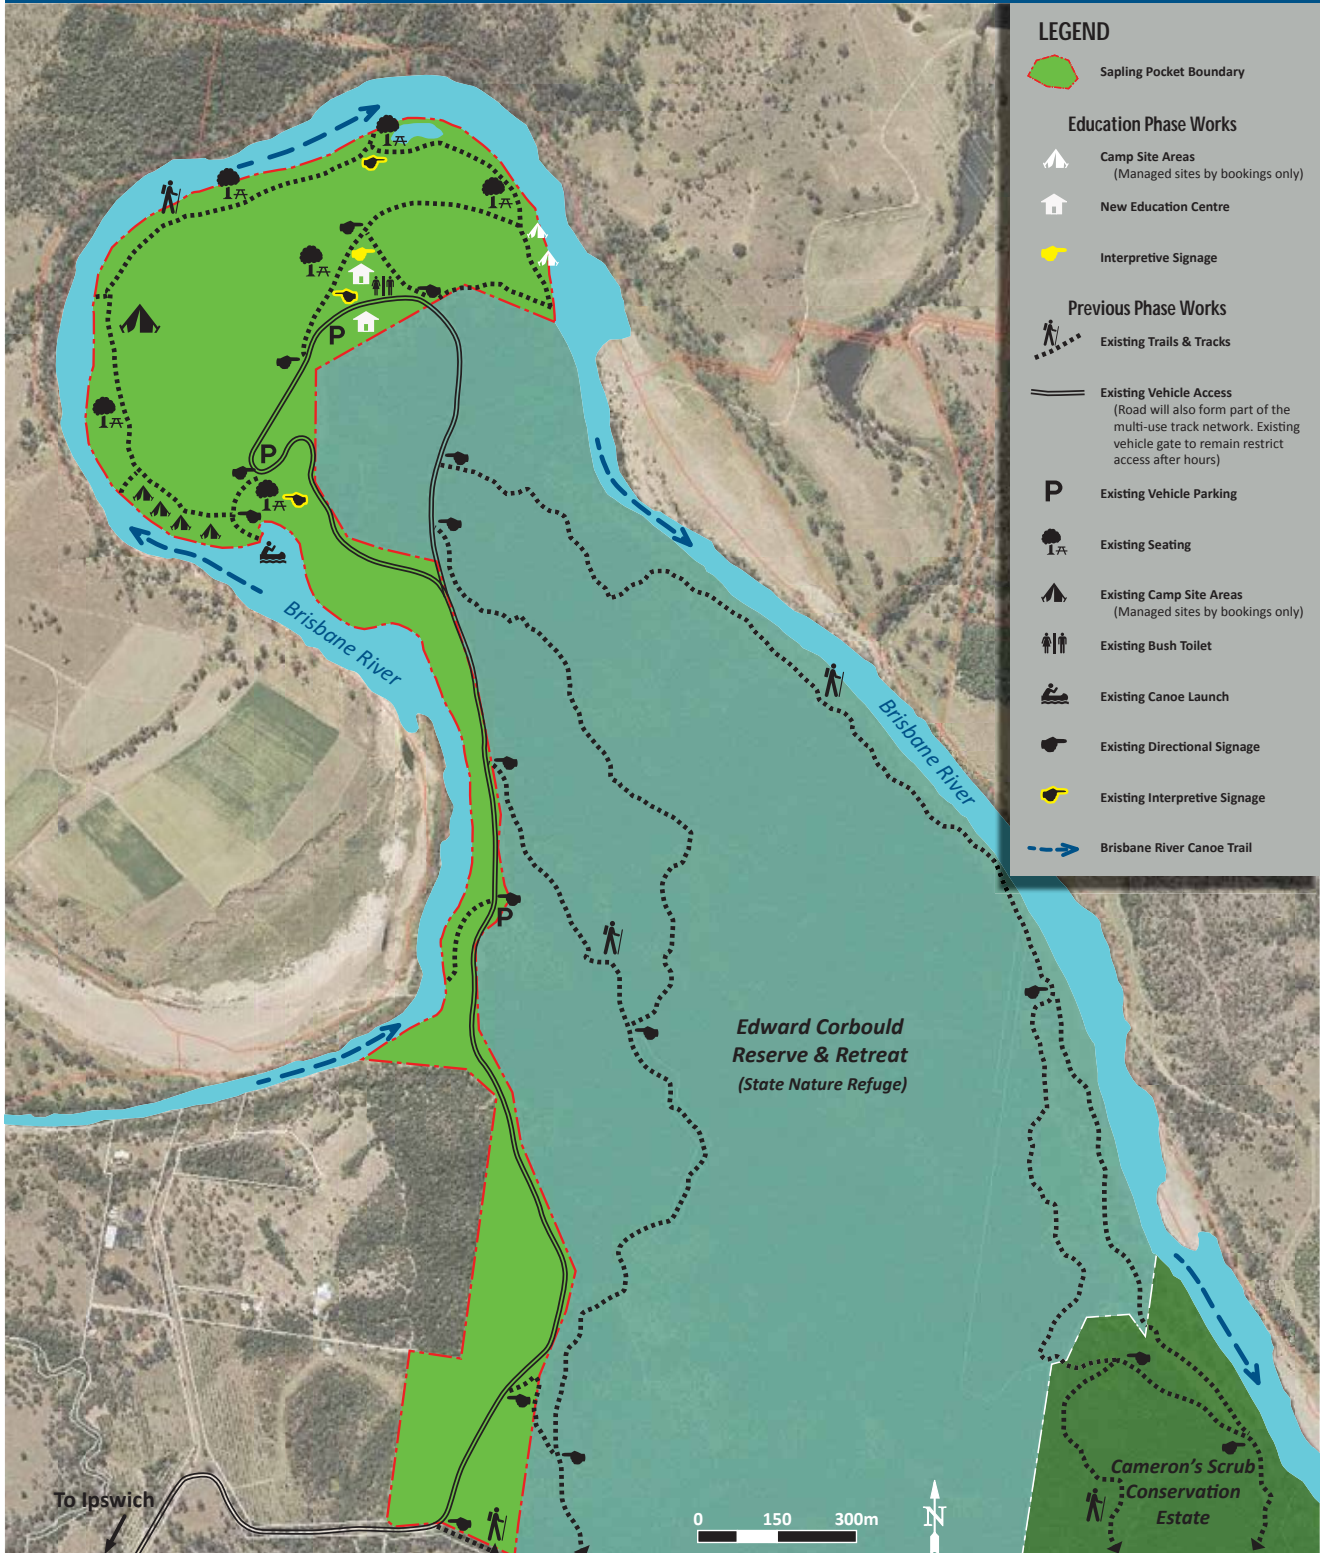 LEGEND
Sapling Pocket Boundary
Education Phase Works
Camp Site Areas
(Managed sites by bookings only)
New Education Centre
Interpretive Signage
Previous Phase Works
Existing Trails & Tracks
Existing Vehicle Access
(Road will also form part of the
multi-use track network. Existing
vehicle gate to remain restrict
access after hours)
P
Existing Vehicle Parking
Existing Seating
Existing Camp Site Areas
(Managed sites by bookings only)
Existing Bush Toilet
Existing Canoe Launch
Existing Directional Signage
Existing Interpretive Signage
Brisbane River Canoe Trail
P
P
Brisbane River
Brisbane River
P
Edward Corbould
Reserve & Retreat
(State Nature Refuge)
Cameron's Scrub
Conservation
Estate
To Ipswich
0 150 300m
N